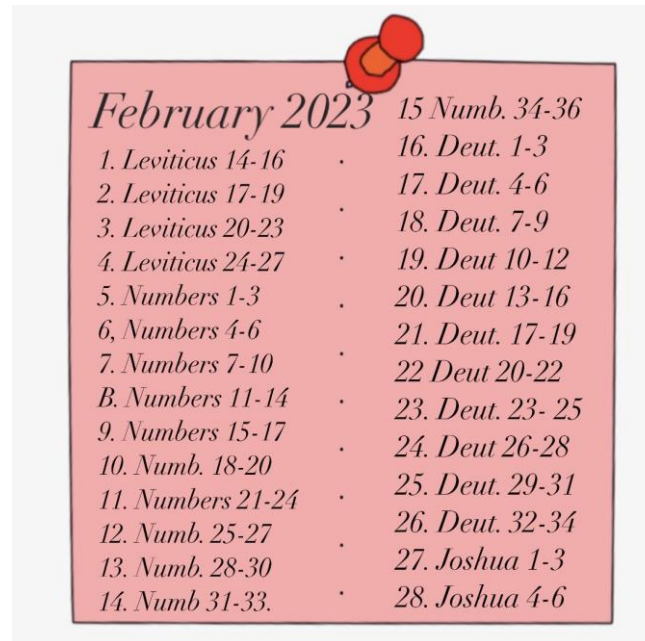 February 2023
1. Leviticus 14-16
2. Leviticus 17-19
3. Leviticus 20-23
4. Leviticus 24-27
5. Numbers 1-3
6, Numbers 4-6
7. Numbers 7-10
B. Numbers 11-14
9. Numbers 15-17
10. Numb. 18-20
11. Numbers 21-24
12. Numb. 25-27
13. Numb. 28-30
14. Numb 31-33.
15 Numb. 34-36
16. Deut. 1-3
17. Deut. 4-6
18. Deut. 7-9
19. Deut 10-12
20. Deut 13-16
21. Deut. 17-19
22 Deut 20-22
23. Deut. 23- 25
24. Deut 26-28
25. Deut. 29-31
26. Deut. 32-34
27. Joshua 1-3
28. Joshua 4-6